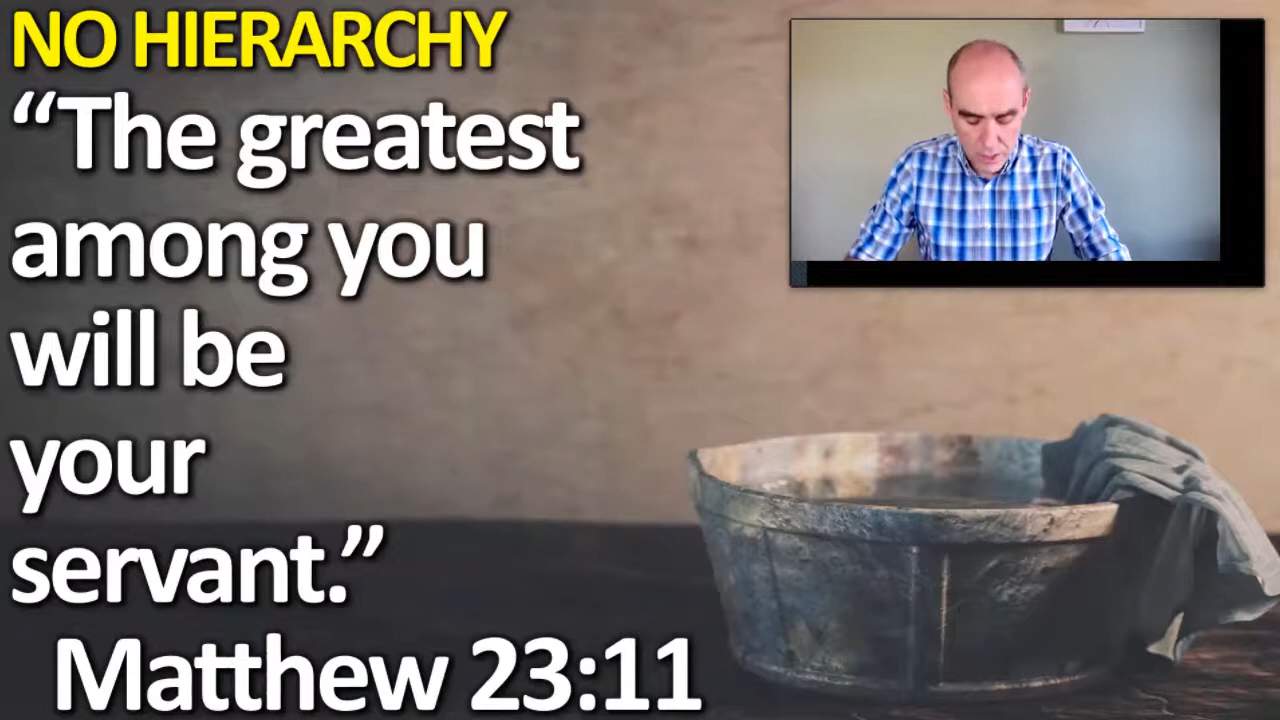 NO HIERARCHY
“The greatest
among you
will be
your
servant.”
Matthew 23:11